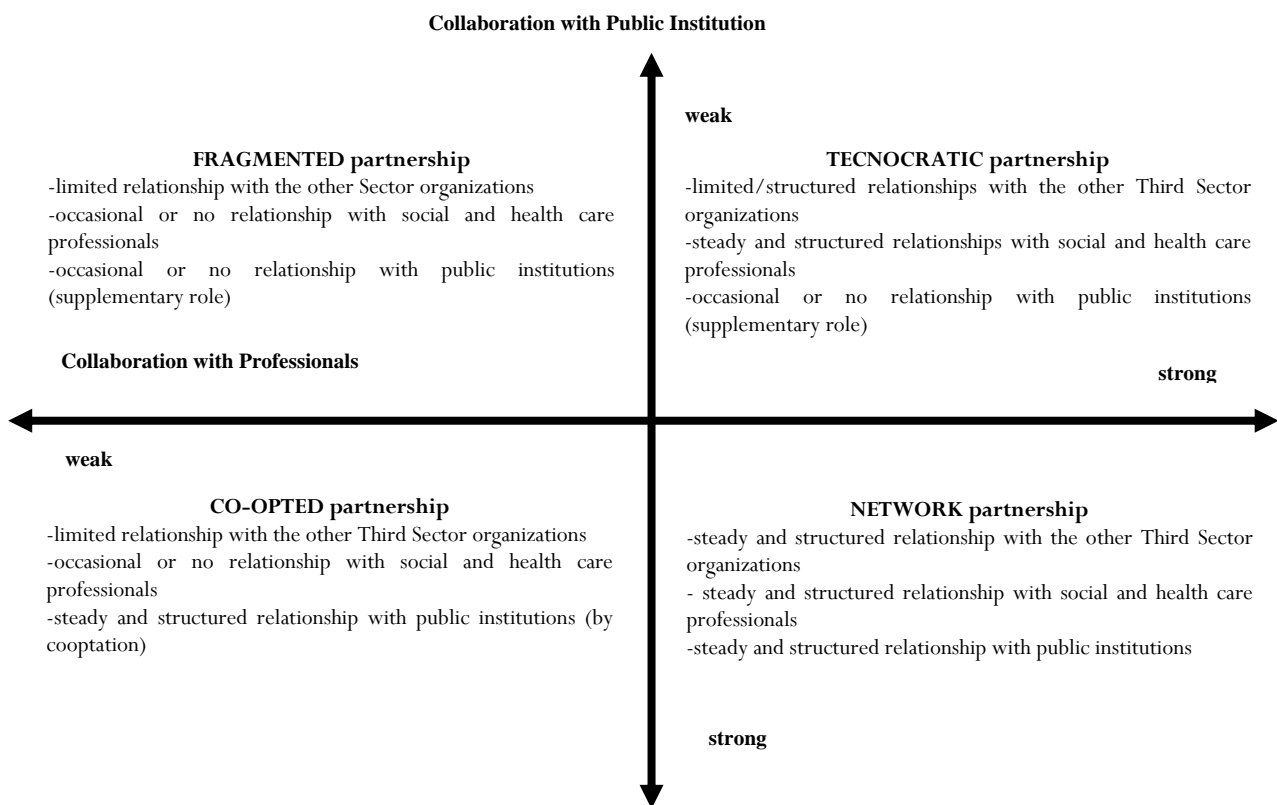 Collaboration with Public Institution
weak
FRAGMENTED partnership
-limited relationship with the other Sector organizations
-occasional or no relationship with social and health care
professionals
-occasional or no relationship with public institutions
(supplementary role)
TECNOCRATIC partnership
-limited/structured relationships with the other Third Sector
organizations
-steady and structured relationships with social and health care
professionals
-occasional or no relationship with public institutions
(supplementary role)
Collaboration with Professionals
strong
weak
CO-OPTED partnership
-limited relationship with the other Third Sector organizations
-occasional or no relationship with social and health care
professionals
-steady and structured relationship with public institutions (by
cooptation)
NETWORK partnership
-steady and structured relationship with the other Third Sector
organizations
- steady and structured relationship with social and health care
professionals
-steady and structured relationship with public institutions
strong